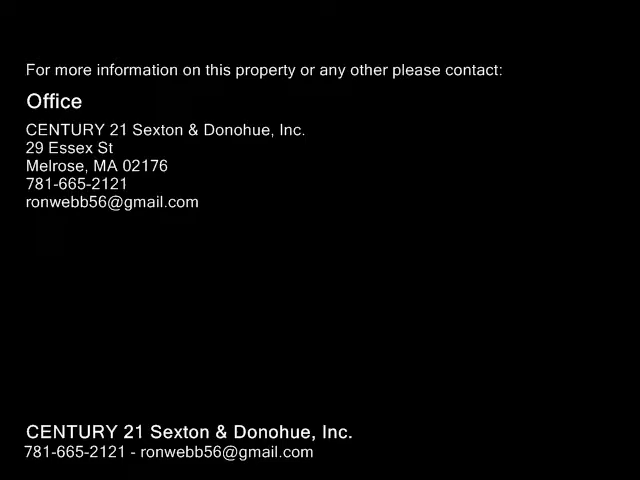 For more information on this property or any other please contact:
Office
CENTURY 21 Sexton & Donohue, Inc.
29 Essex St
Melrose, MA 02176
781-665-2121
ronwebb56@gmail.com
CENTURY 21 Sexton & Donohue, Inc.
781-665-2121 - ronwebb56@gmail.com